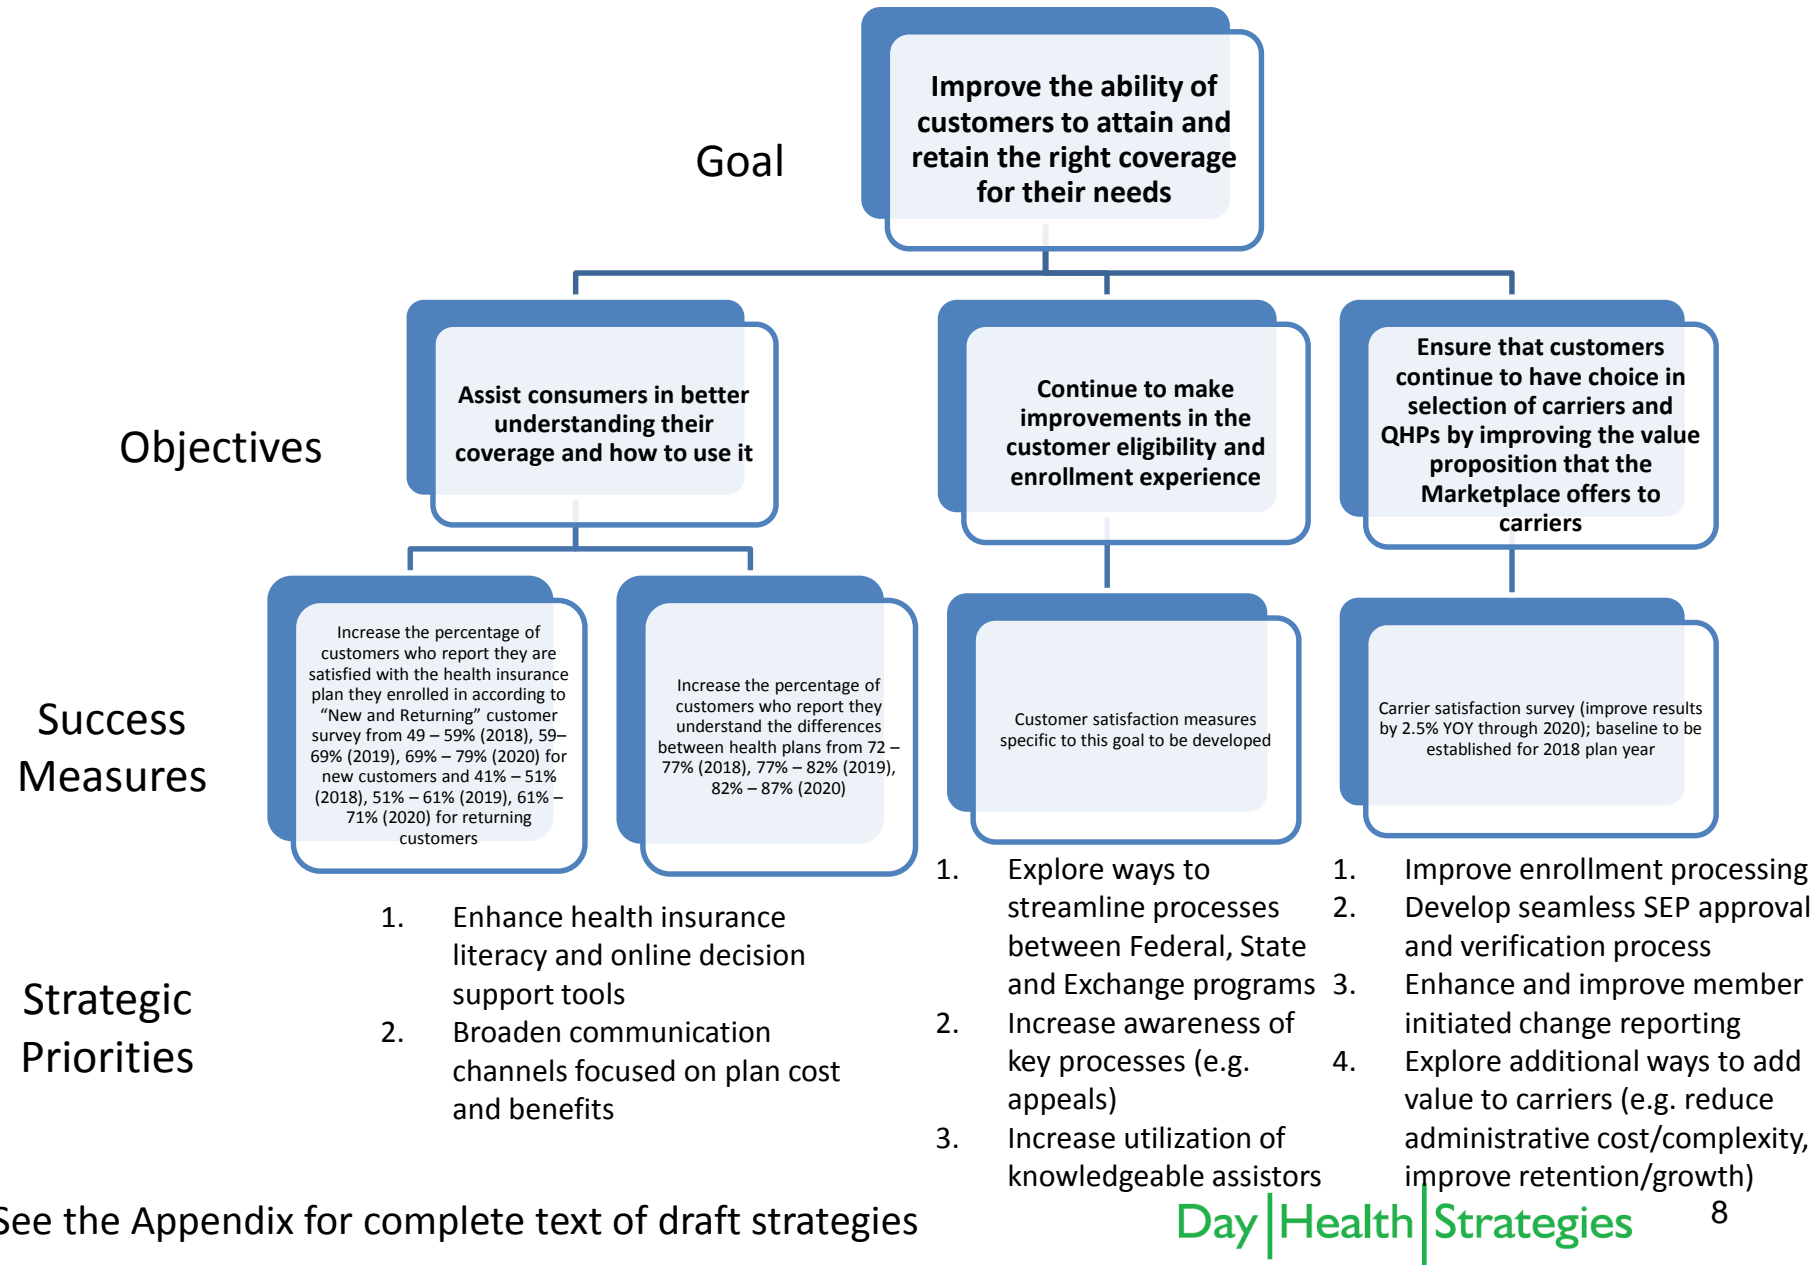 Goal
Improve the ability of
customers to attain and
retain the right coverage
for their needs
Objectives
Assist consumers in better
understanding their
coverage and how to use it
Continue to make
improvements in the
customer eligibility and
enrollment experience
Ensure that customers
continue to have choice in
selection of carriers and
QHPs by improving the value
proposition that the
Marketplace offers to
carriers
Success
Measures
Increase the percentage of
customers who report they are
satisfied with the health insurance
plan they enrolled in according to
“New and Returning” customer
survey from 49 – 59% (2018), 59–
69% (2019), 69% – 79% (2020) for
new customers and 41% – 51%
(2018), 51% – 61% (2019), 61% –
71% (2020) for returning
customers
Increase the percentage of
customers who report they
understand the differences
between health plans from 72 –
77% (2018), 77% – 82% (2019),
82% – 87% (2020)
Customer satisfaction measures
specific to this goal to be developed
Carrier satisfaction survey (improve results
by 2.5% YOY through 2020); baseline to be
established for 2018 plan year
Strategic
Priorities
1. Enhance health insurance
literacy and online decision
support tools
2. Broaden communication
channels focused on plan cost
and benefits
1. Explore ways to
streamline processes
between Federal, State
and Exchange programs
2. Increase awareness of
key processes (e.g.
appeals)
3. Increase utilization of
knowledgeable assistors
1. Improve enrollment processing
2. Develop seamless SEP approval
and verification process
3. Enhance and improve member
initiated change reporting
4. Explore additional ways to add
value to carriers (e.g. reduce
administrative cost/complexity,
improve retention/growth)
See the Appendix for complete text of draft strategies
Day Health Strategies
8